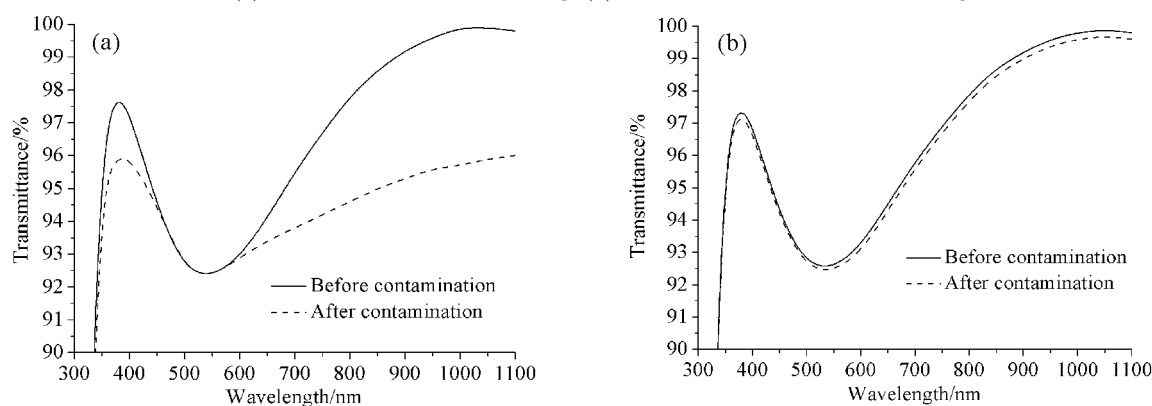 (a)
Transmittance/%
100
99
98
97
96
95
94
93
92
91
90
Before contamination
After contamination
300 400 500 600 700 800 900 1000 1100
Wavelength/nm
(b)
Transmittance/%
100
99
98
97
96
95
94
93
92
91
90
Before contamination
After contamination
300 400 500 600 700 800 900 1000 1100
Wavelength/nm